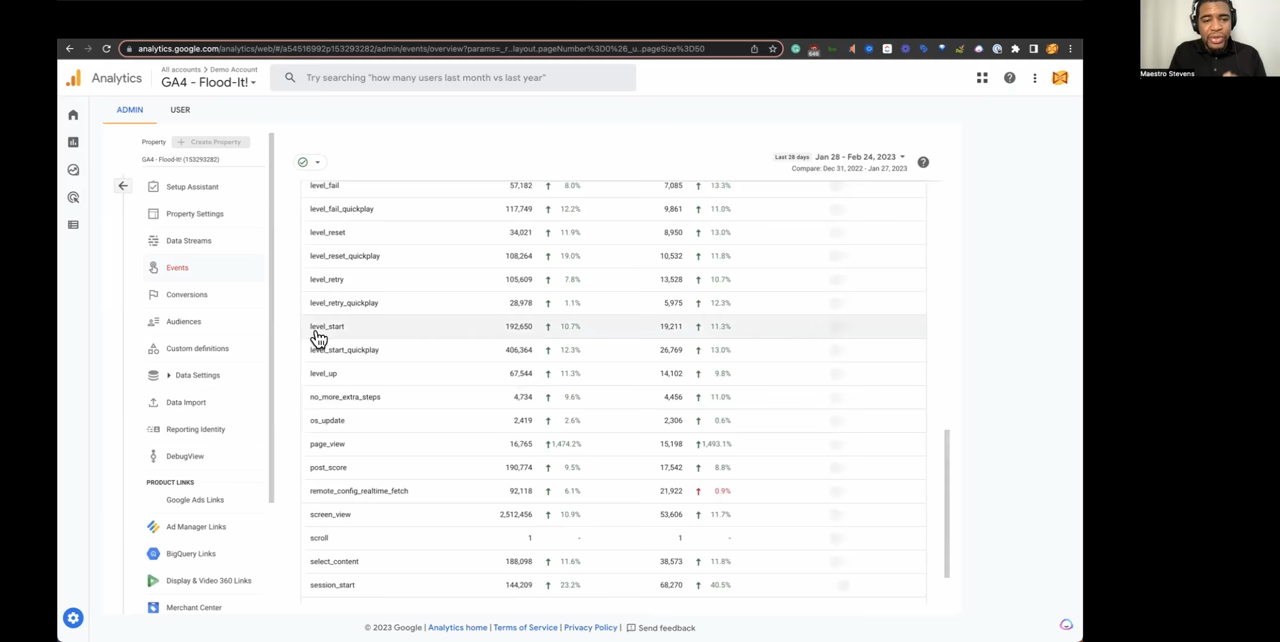 analytics.google.com/analytics/web/#/a54516992p153293282/admin/events/overview?params=_r..layout.pageNumber%3D0%26_u..pageSize%3D50
Maestro Stevens
Analytics
All accounts > Demo Account
GA4 - Flood-It!
Try searching "how many users last month vs last year"
ADMIN
USER
Property
+ Create Property
GA4 - Flood-It! (153293282)
Setup Assistant
Property Settings
Data Streams
Events
Conversions
Audiences
Custom definitions
Data Settings
Data Import
Reporting Identity
DebugView
PRODUCT LINKS
Google Ads Links
Ad Manager Links
BigQuery Links
Display & Video 360 Links
Merchant Center
Last 28 days Jan 28 - Feb 24, 2023
Compare: Dec 31, 2022 - Jan 27, 2023
level_fail 57,182 ↑ 8.0% 7,085 ↑ 13.3%
level_fail_quickplay 117,749 ↑ 12.2% 9,861 ↑ 11.0%
level_reset 34,021 ↑ 11.9% 8,950 ↑ 13.0%
level_reset_quickplay 108,264 ↑ 19.0% 10,532 ↑ 11.8%
level_retry 105,609 ↑ 7.8% 13,528 ↑ 10.7%
level_retry_quickplay 28,978 ↑ 1.1% 5,975 ↑ 12.3%
level_start 192,650 ↑ 10.7% 19,211 ↑ 11.3%
level_start_quickplay 406,364 ↑ 12.3% 26,769 ↑ 13.0%
level_up 67,544 ↑ 11.3% 14,102 ↑ 9.8%
no_more_extra_steps 4,734 ↑ 9.6% 4,456 ↑ 11.0%
os_update 2,419 ↑ 2.6% 2,306 ↑ 0.6%
page_view 16,765 ↑ 1,474.2% 15,198 ↑ 1,493.1%
post_score 190,774 ↑ 9.5% 17,542 ↑ 8.8%
remote_config_realtime_fetch 92,118 ↑ 6.1% 21,922 ↑ 0.9%
screen_view 2,512,456 ↑ 10.9% 53,606 ↑ 11.7%
scroll 1 - 1 -
select_content 188,098 ↑ 11.6% 38,573 ↑ 11.8%
session_start 144,209 ↑ 23.2% 68,270 ↑ 40.5%
© 2023 Google | Analytics home | Terms of Service | Privacy Policy | Send feedback